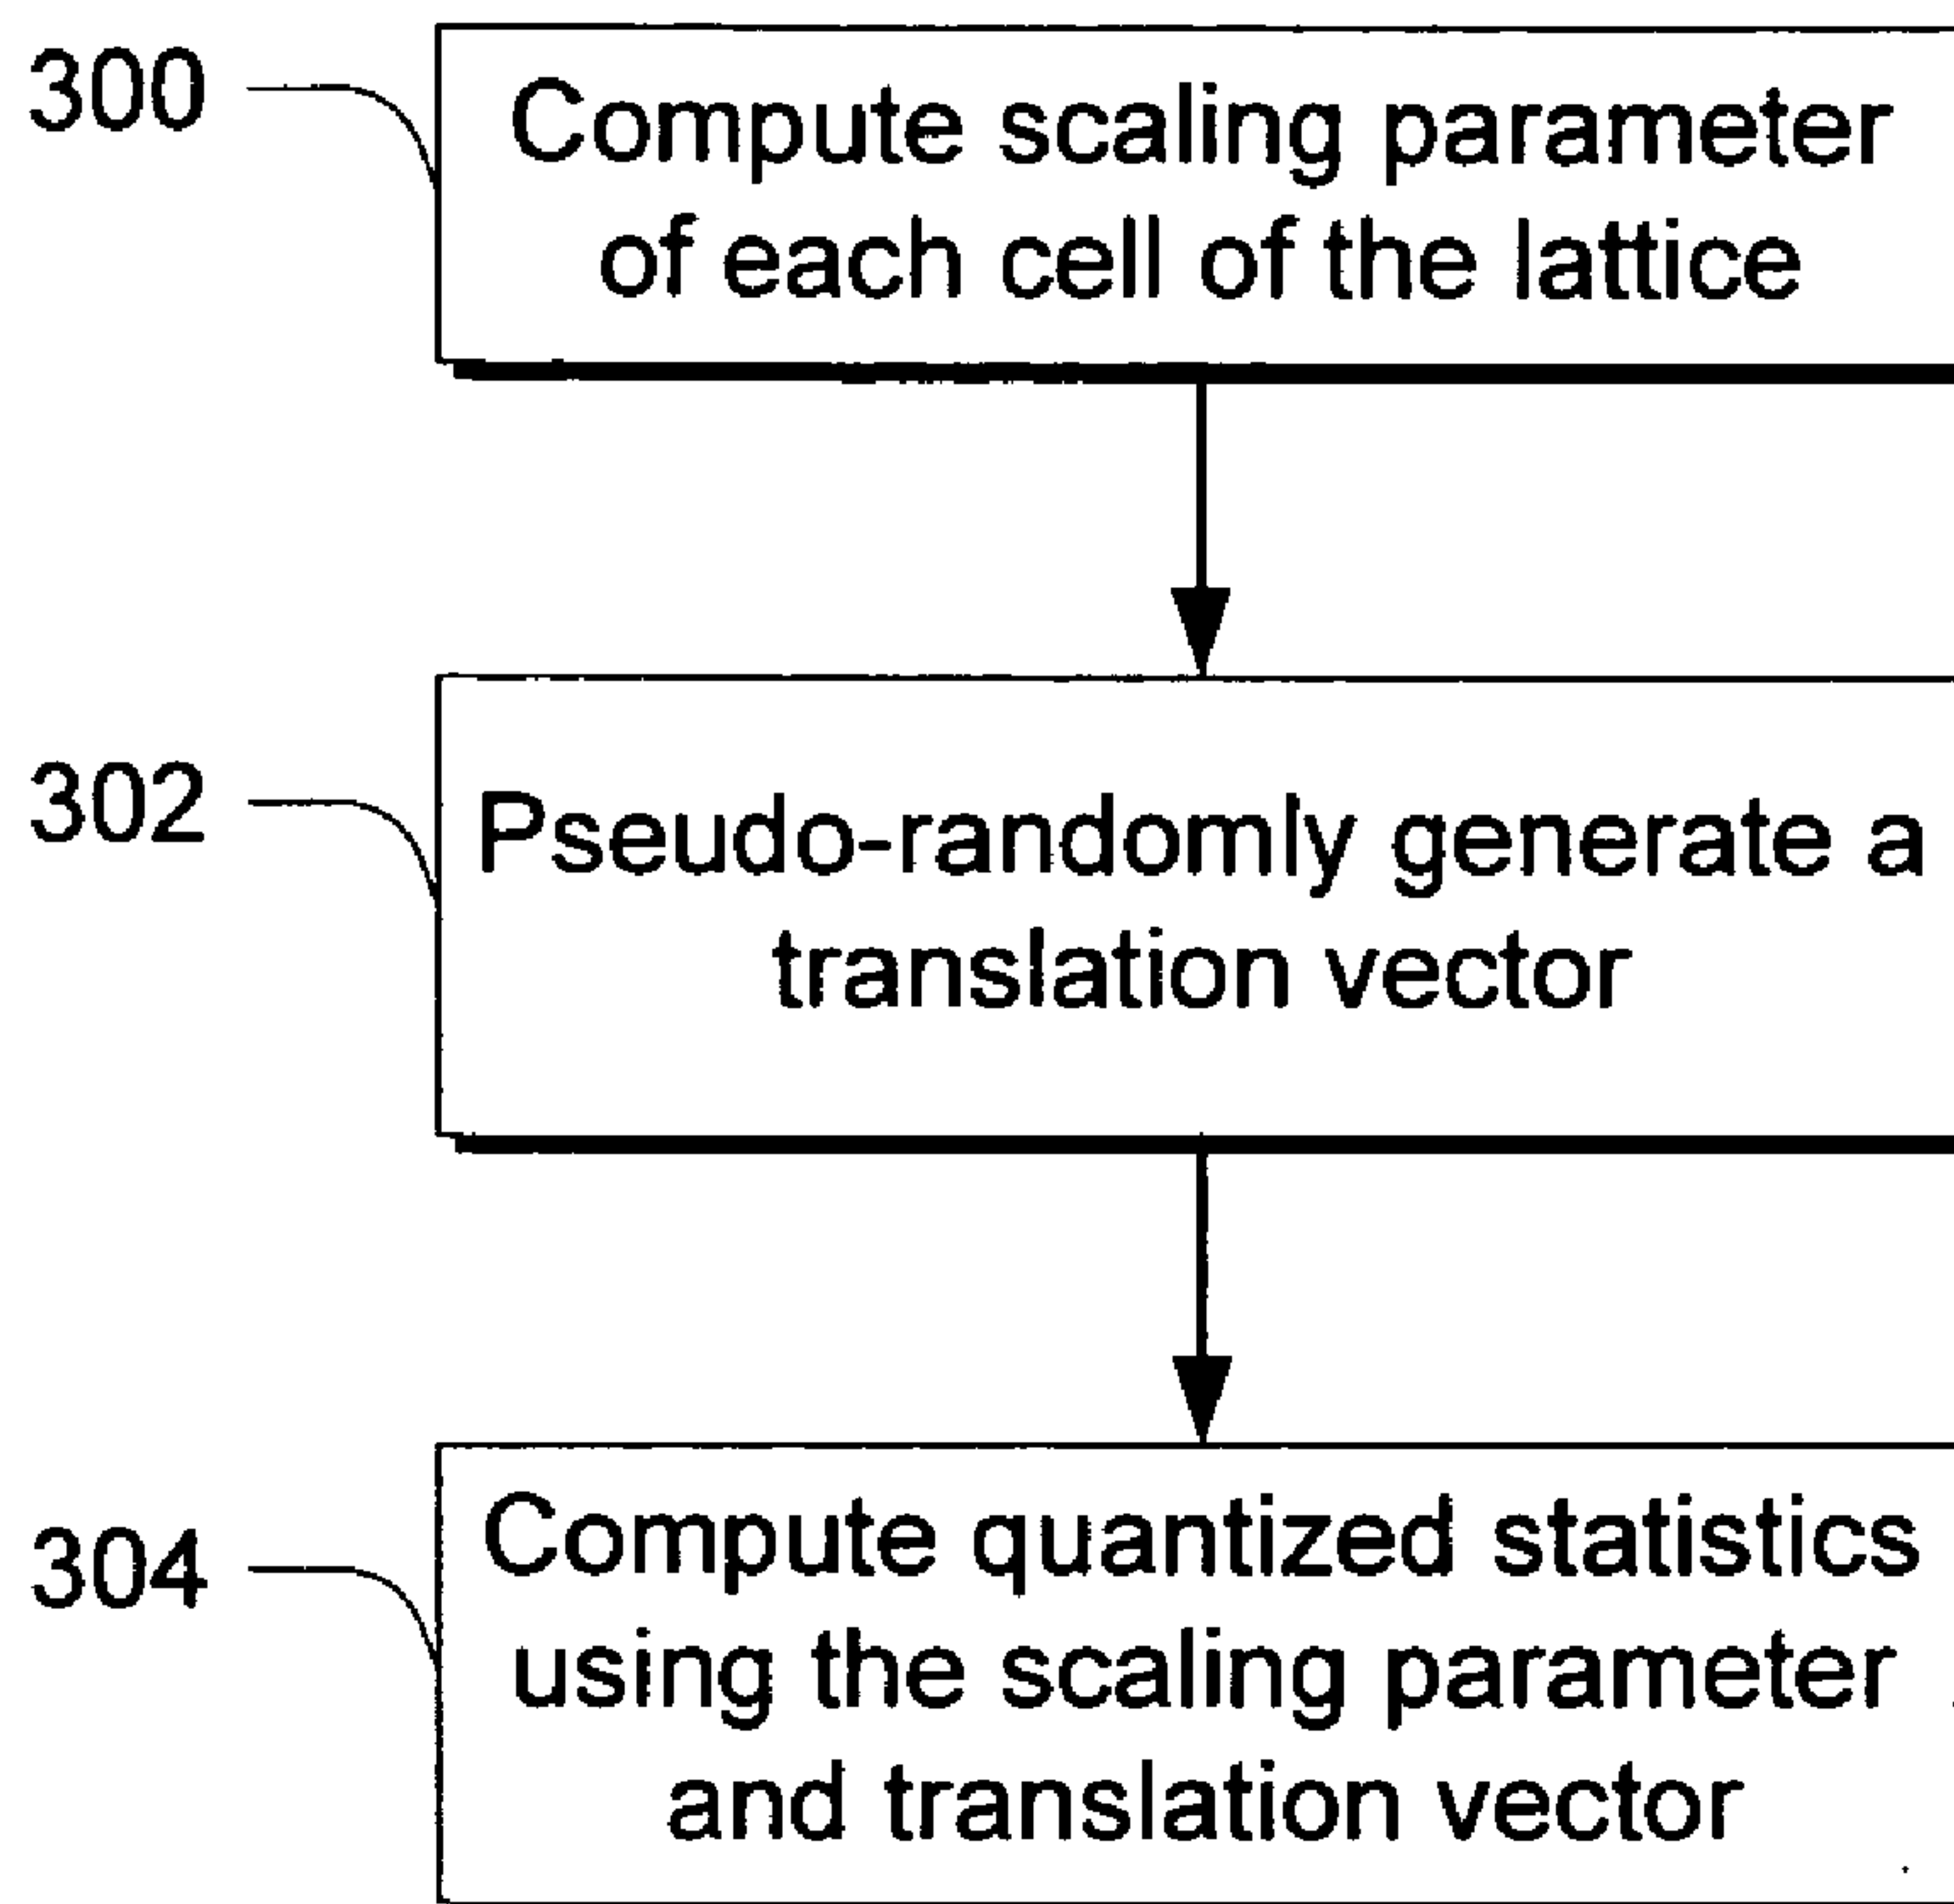 300
Compute scaling parameter
of each cell of the lattice
302
Pseudo-randomly generate a
translation vector
304
Compute quantized statistics
using the scaling parameter
and translation vector